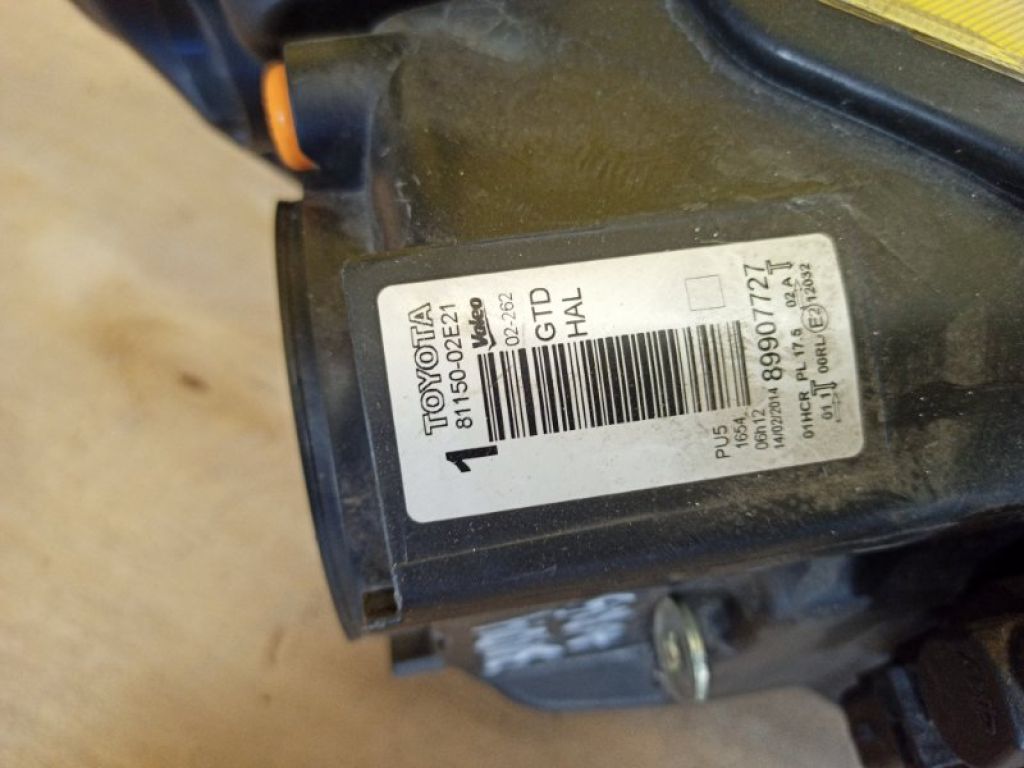 TOYOTA
81150-02E21
Valeo
02-262
1
GTD
HAL
PU5
1654
06h12
14/02/2014
89907727
01HCR PL 17.5 02 A
01.1 00RL E2 12032